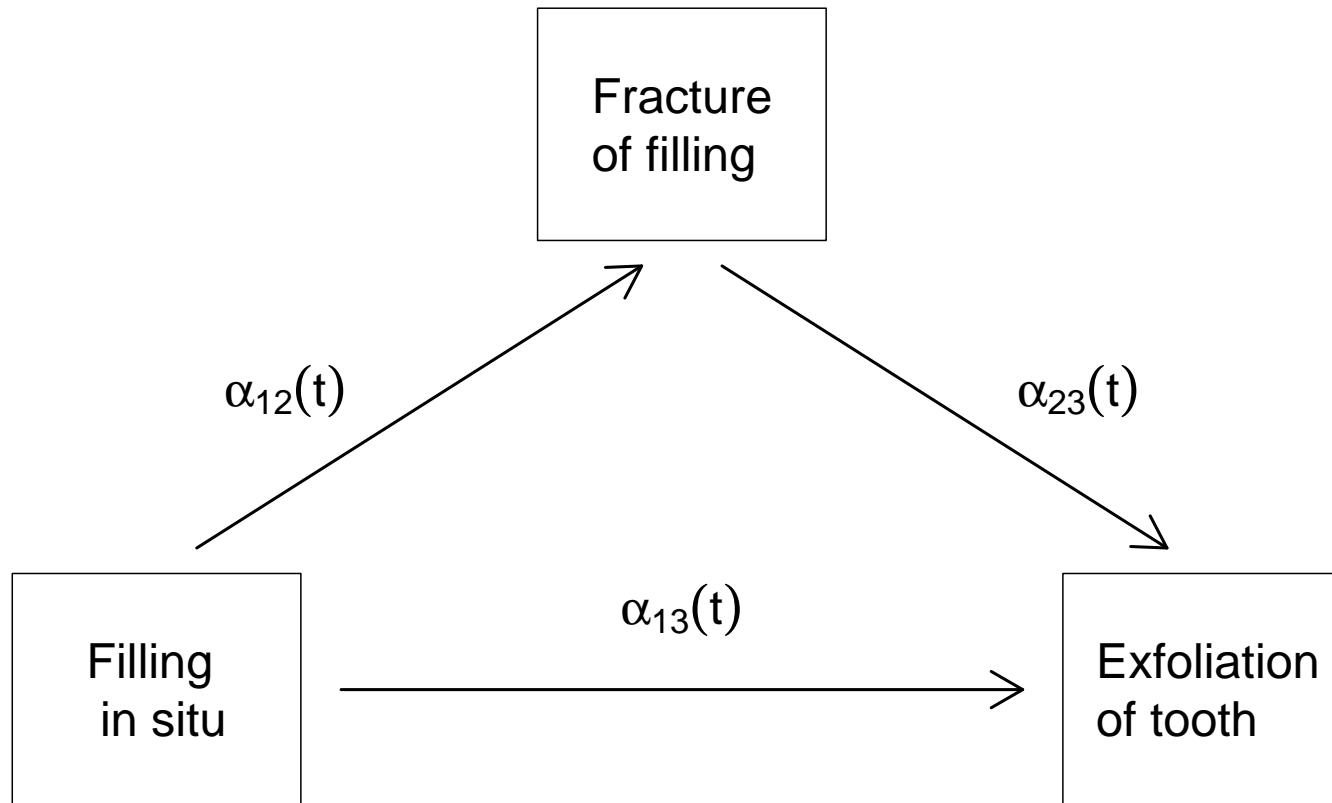 Fracture
of filling
α12(t)
α23(t)
α13(t)
Filling
in situ
Exfoliation
of tooth